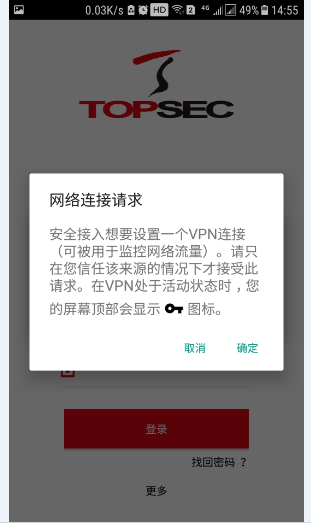 0.03K/s HD 2 4G 49% 14:55
TOPSEC
网络连接请求
安全接入想要设置一个VPN连接
（可被用于监控网络流量）。请只
在您信任该来源的情况下才接受此
请求。在VPN处于活动状态时，您
的屏幕顶部会显示 图标。
取消 确定
登录
找回密码 ？
更多